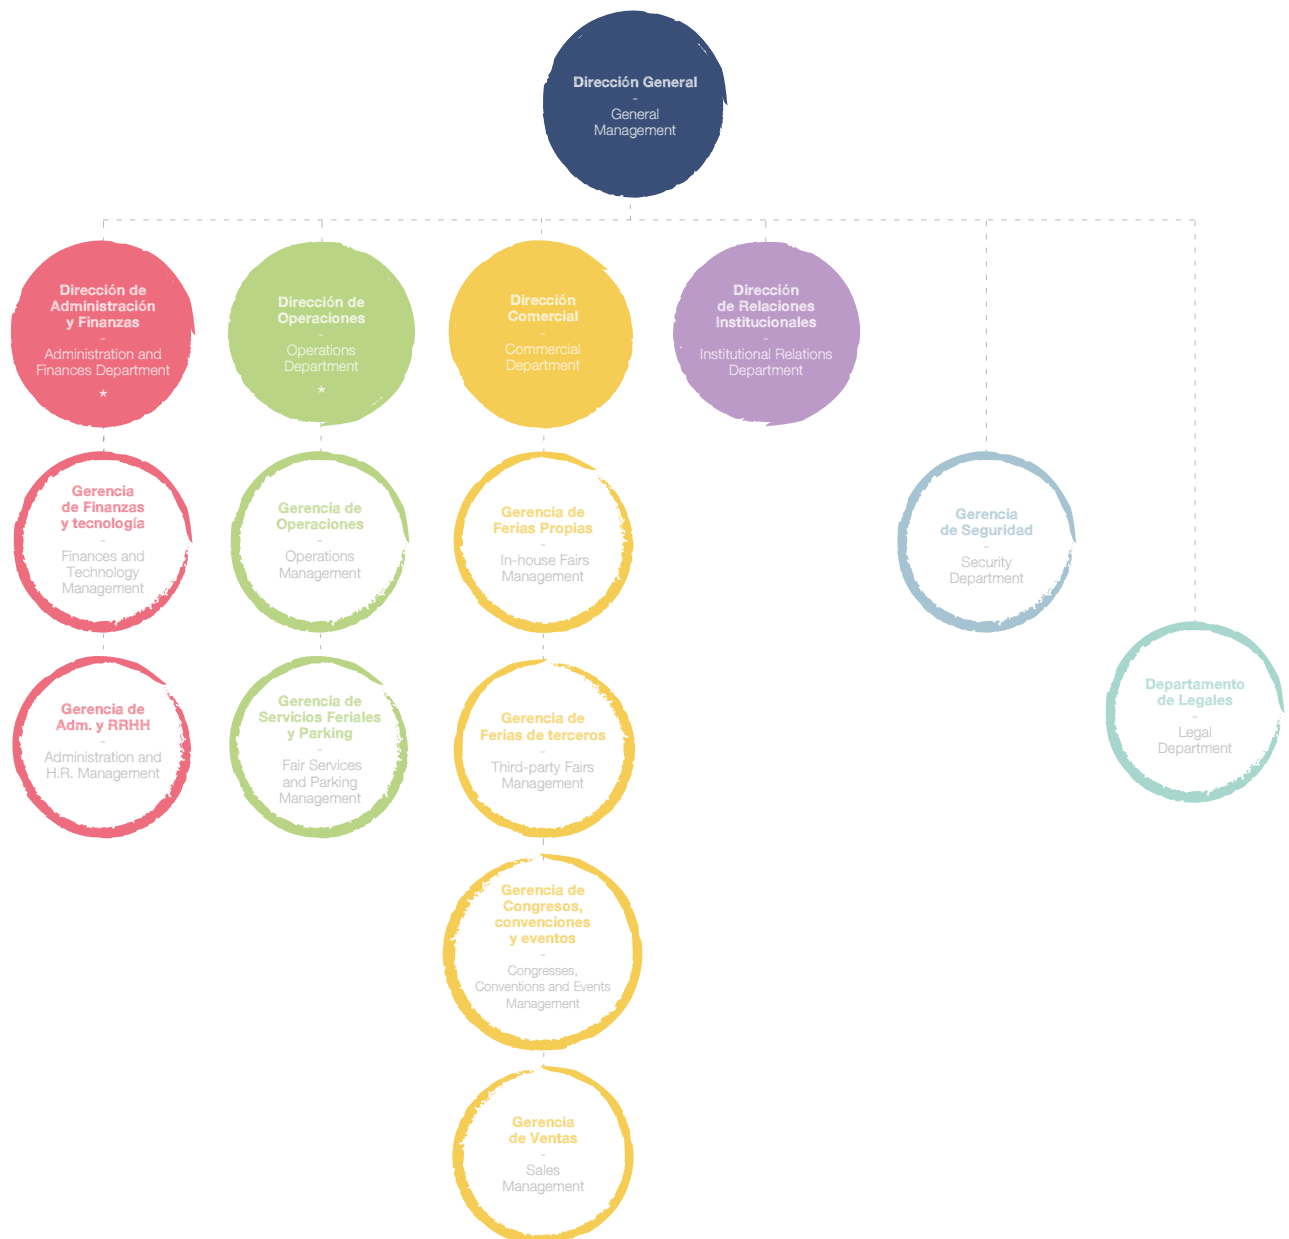 Dirección General
-
General
Management
Dirección de
Administración
y Finanzas
-
Administration and
Finances Department
*
Dirección de
Operaciones
-
Operations
Department
*
Dirección
Comercial
-
Commercial
Department
Dirección
de Relaciones
Institucionales
-
Institutional Relations
Department
Gerencia
de Finanzas
y tecnología
-
Finances and
Technology
Management
Gerencia de
Operaciones
-
Operations
Management
Gerencia de
Ferias Propias
-
In-house Fairs
Management
Gerencia
de Seguridad
-
Security
Department
Gerencia de
Adm. y RRHH
-
Administration and
H.R. Management
Gerencia de
Servicios Feriales
y Parking
-
Fair Services
and Parking
Management
Gerencia de
Ferias de terceros
-
Third-party Fairs
Management
Departamento
de Legales
-
Legal
Department
Gerencia de
Congresos,
convenciones
y eventos
-
Congresses,
Conventions and Events
Management
Gerencia
de Ventas
-
Sales
Management